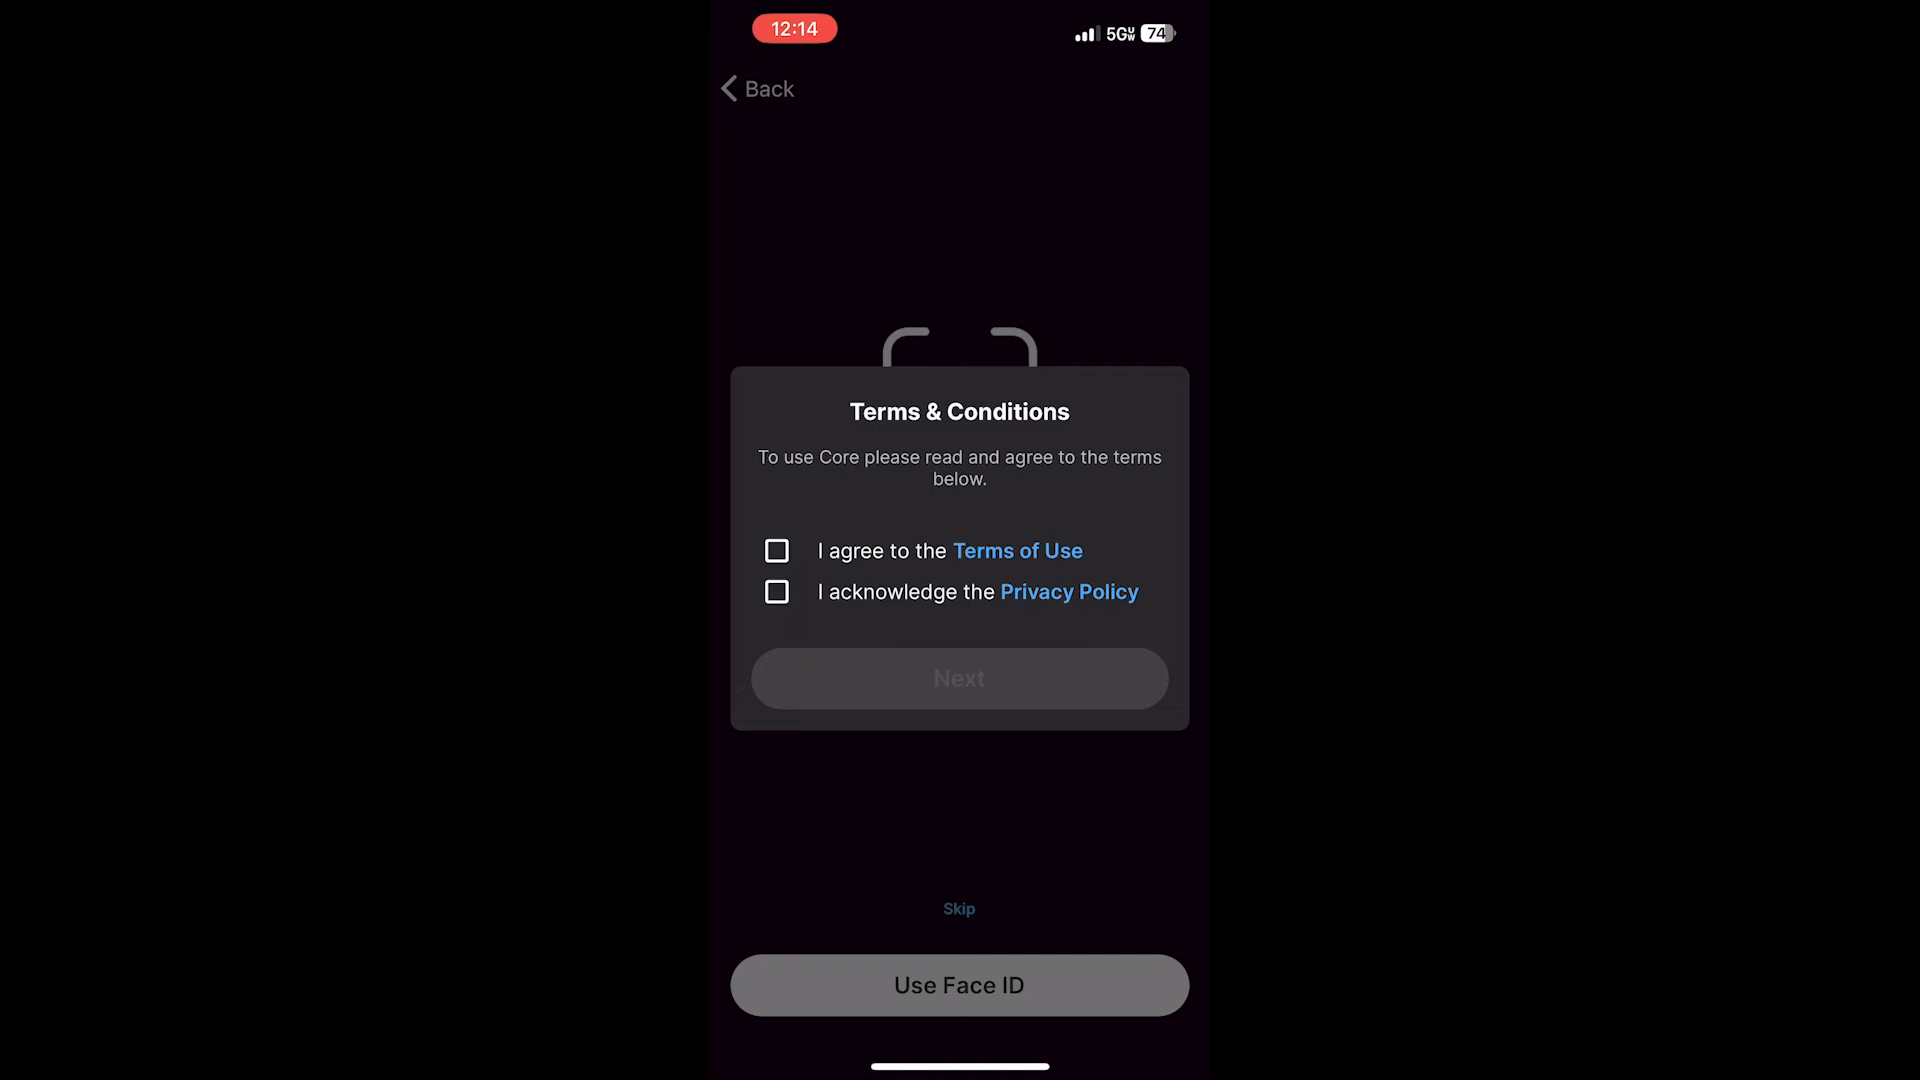 12:14
5GUW 74
Back
Terms & Conditions
To use Core please read and agree to the terms
below.
I agree to the Terms of Use
I acknowledge the Privacy Policy
Next
Skip
Use Face ID